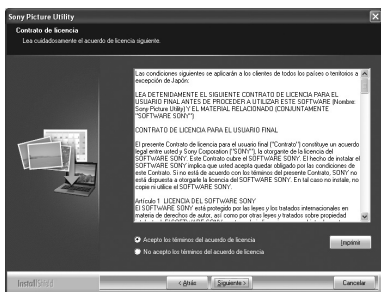 Sony Picture Utility
Contrato de licencia
Lea cuidadosamente el acuerdo de licencia siguiente.
Las condiciones siguientes se aplicarán a los clientes de todos los países o territorios a
excepción de Japón:
LEA DETENIDAMENTE EL SIGUIENTE CONTRATO DE LICENCIA PARA EL
USUARIO FINAL ANTES DE PROCEDER A UTILIZAR ESTE SOFTWARE (Nombre:
Sony Picture Utility) Y EL MATERIAL RELACIONADO (CONJUNTAMENTE
"SOFTWARE SONY")
CONTRATO DE LICENCIA PARA EL USUARIO FINAL
El presente Contrato de licencia para el usuario final ("Contrato") constituye un acuerdo
legal entre usted y Sony Corporation ("SONY"), la otorgante de la licencia del
SOFTWARE SONY. Este Contrato cubre el SOFTWARE SONY. El hecho de instalar el
SOFTWARE SONY implica que usted acepta quedar obligado por las condiciones de
este Contrato. Si no está de acuerdo con los términos del presente Contrato, SONY no
está dispuesta a otorgarle la licencia del SOFTWARE SONY. En tal caso no instale, no
copie ni utilice el SOFTWARE SONY.
Artículo 1  LICENCIA DEL SOFTWARE SONY
El SOFTWARE SONY está protegido por las leyes y los tratados internacionales en
materia de derechos de autor, así como por otras leyes y tratados sobre propiedad
Acepto los términos del acuerdo de licencia
No acepto los términos del acuerdo de licencia
Imprimir
InstallShield
< Atrás
Siguiente >
Cancelar